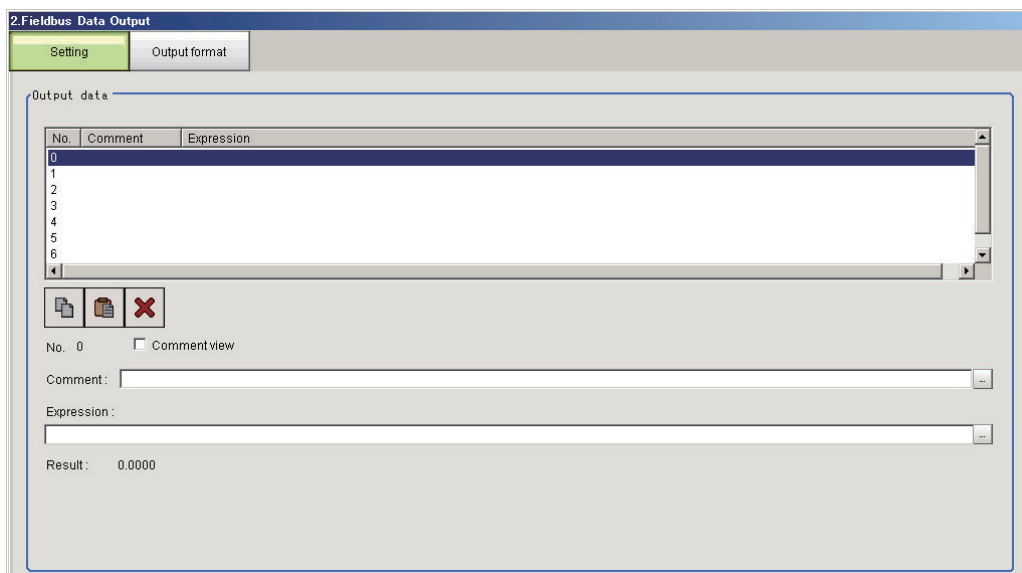 2.Fieldbus Data Output
Setting Output format
Output data
No. Comment Expression
0
1
2
3
4
5
6
No. 0 Comment view
Comment : ...
Expression :
...
Result : 0.0000